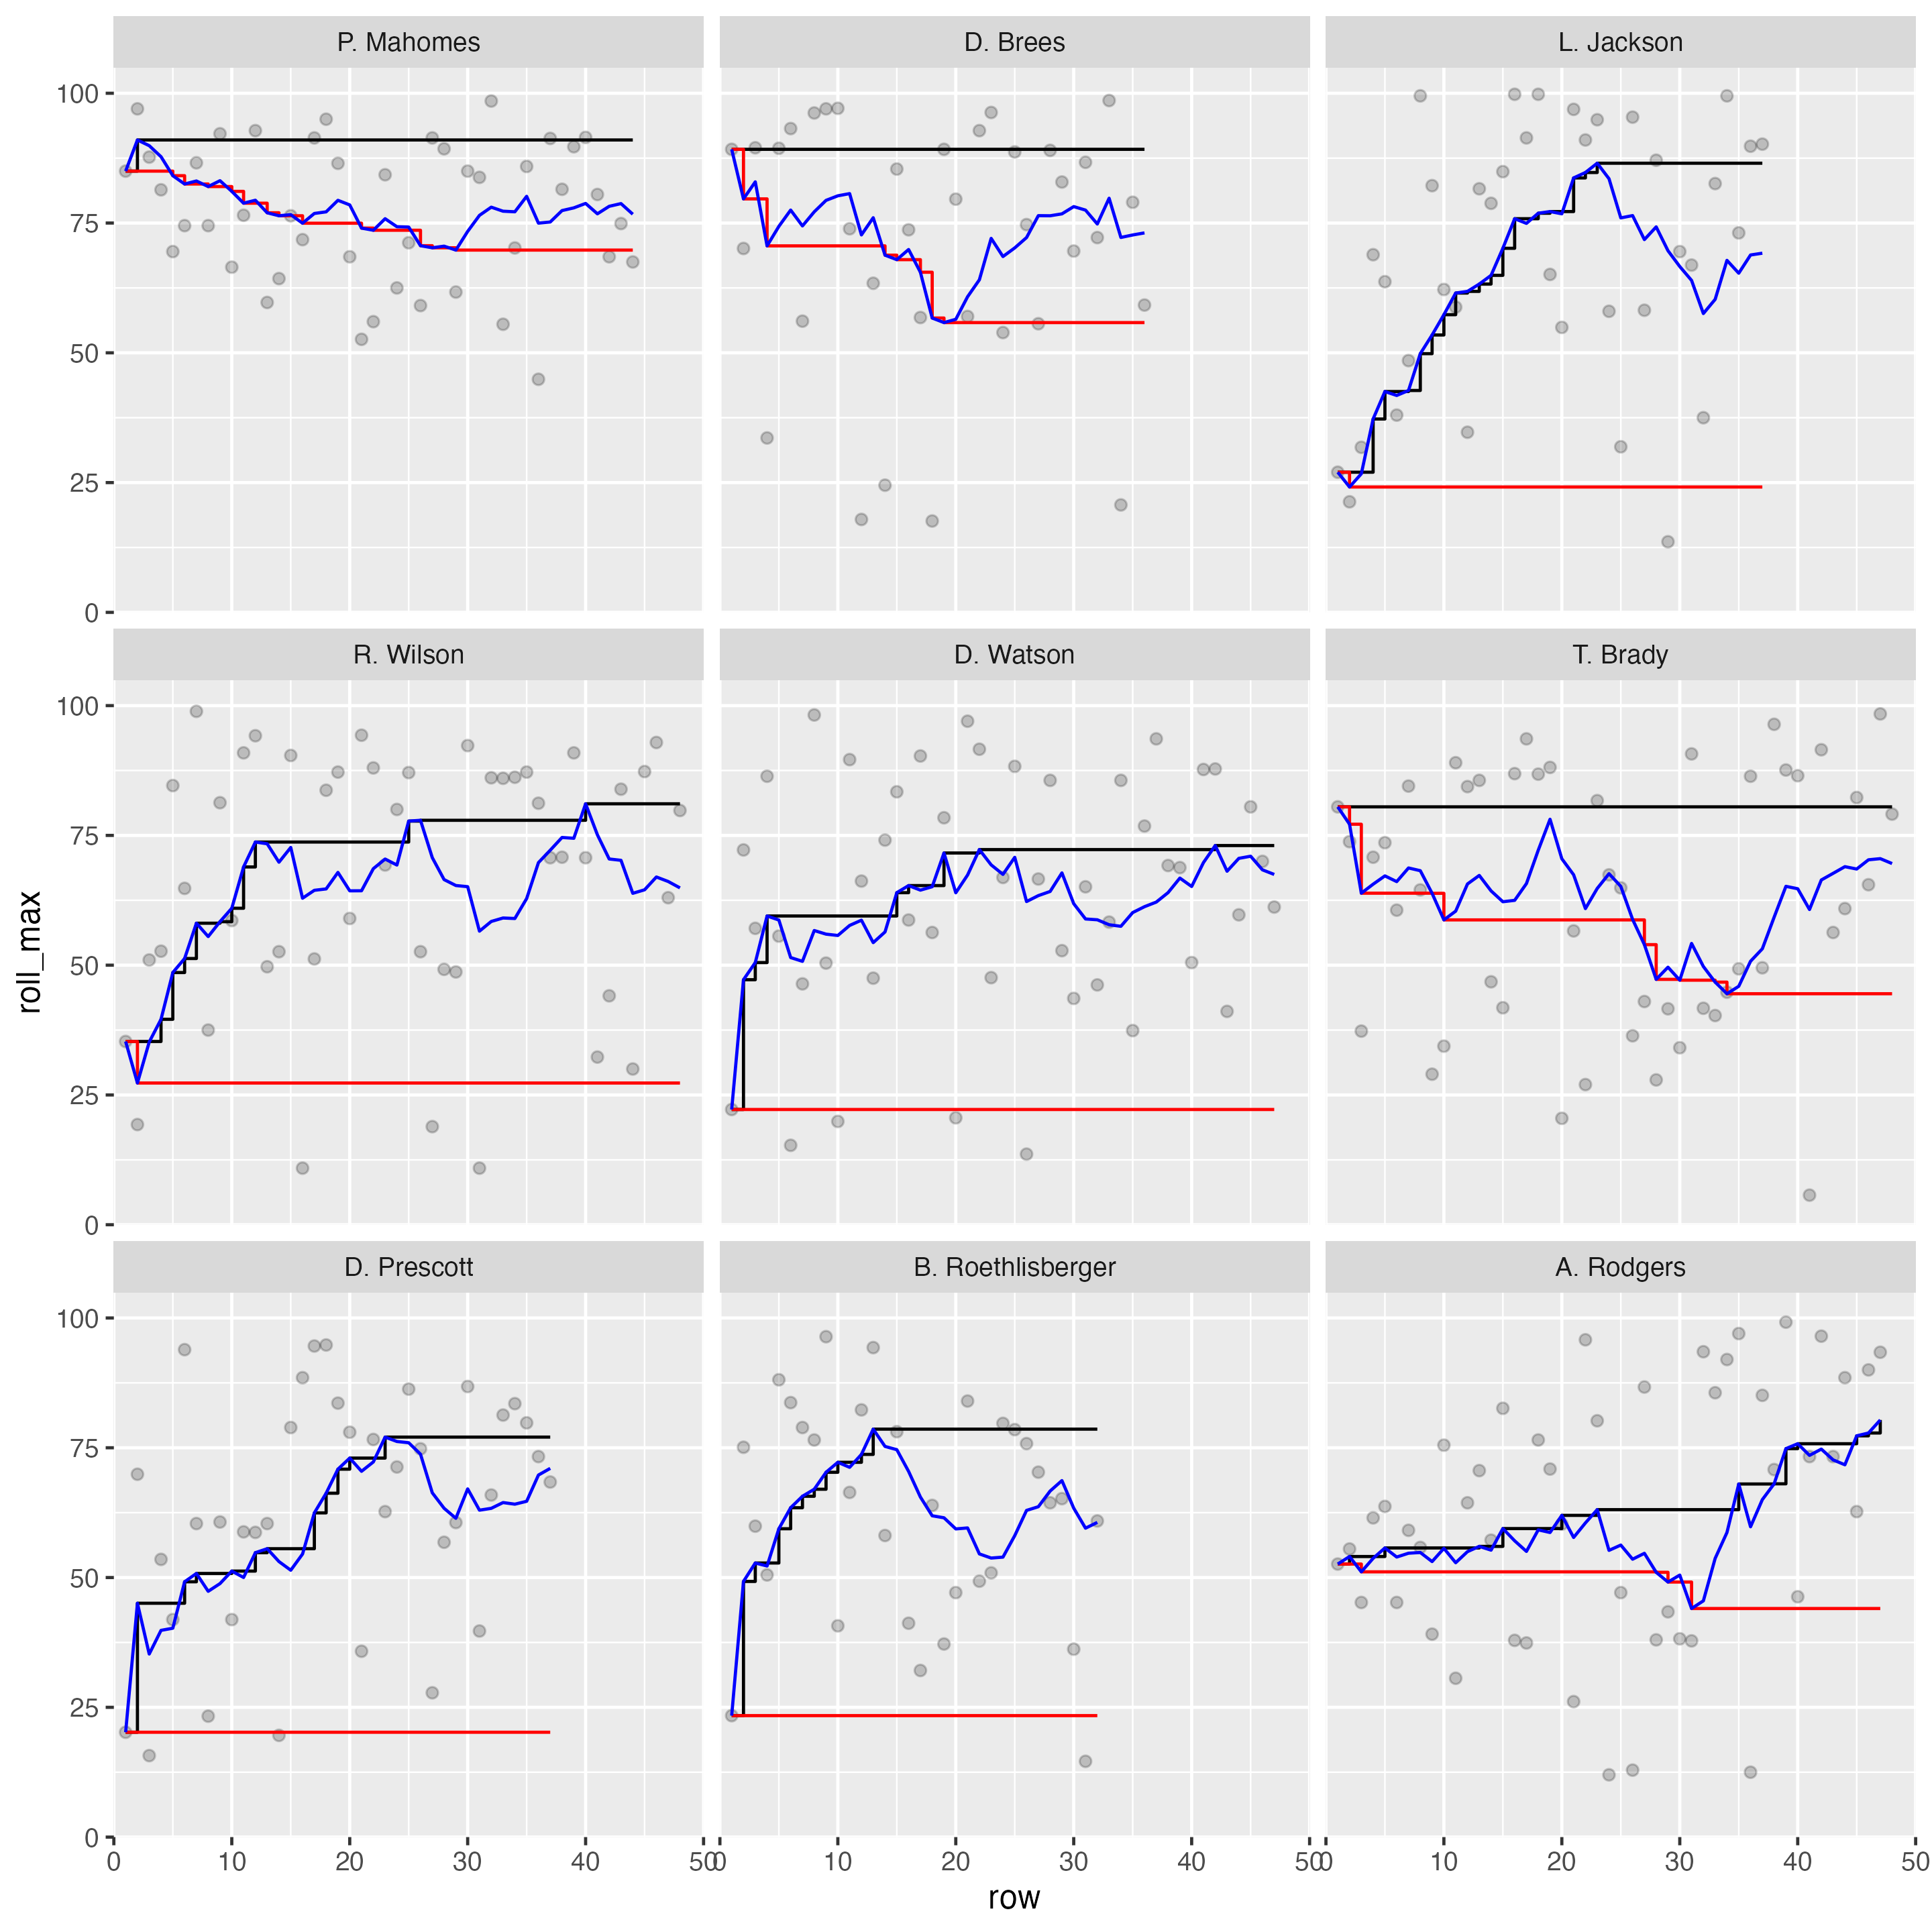 P. Mahomes D. Brees L. Jackson
100
75
50
25
0
R. Wilson D. Watson T. Brady
100
75
50
25
0
roll_max
D. Prescott B. Roethlisberger A. Rodgers
100
75
50
25
0
0 10 20 30 40 50 0 10 20 30 40 50 0 10 20 30 40 50
row